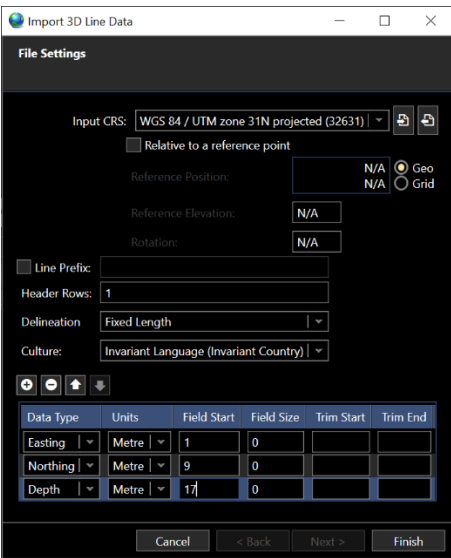 Import 3D Line Data
File Settings
Input CRS: WGS 84 / UTM zone 31N projected (32631)
Relative to a reference point
Reference Position: N/A Geo
N/A Grid
Reference Elevation: N/A
Rotation: N/A
Line Prefix:
Header Rows: 1
Delineation Fixed Length
Culture: Invariant Language (Invariant Country)
Data Type Units Field Start Field Size Trim Start Trim End
Easting Metre 1 0
Northing Metre 9 0
Depth Metre 17 0
Cancel < Back Next > Finish